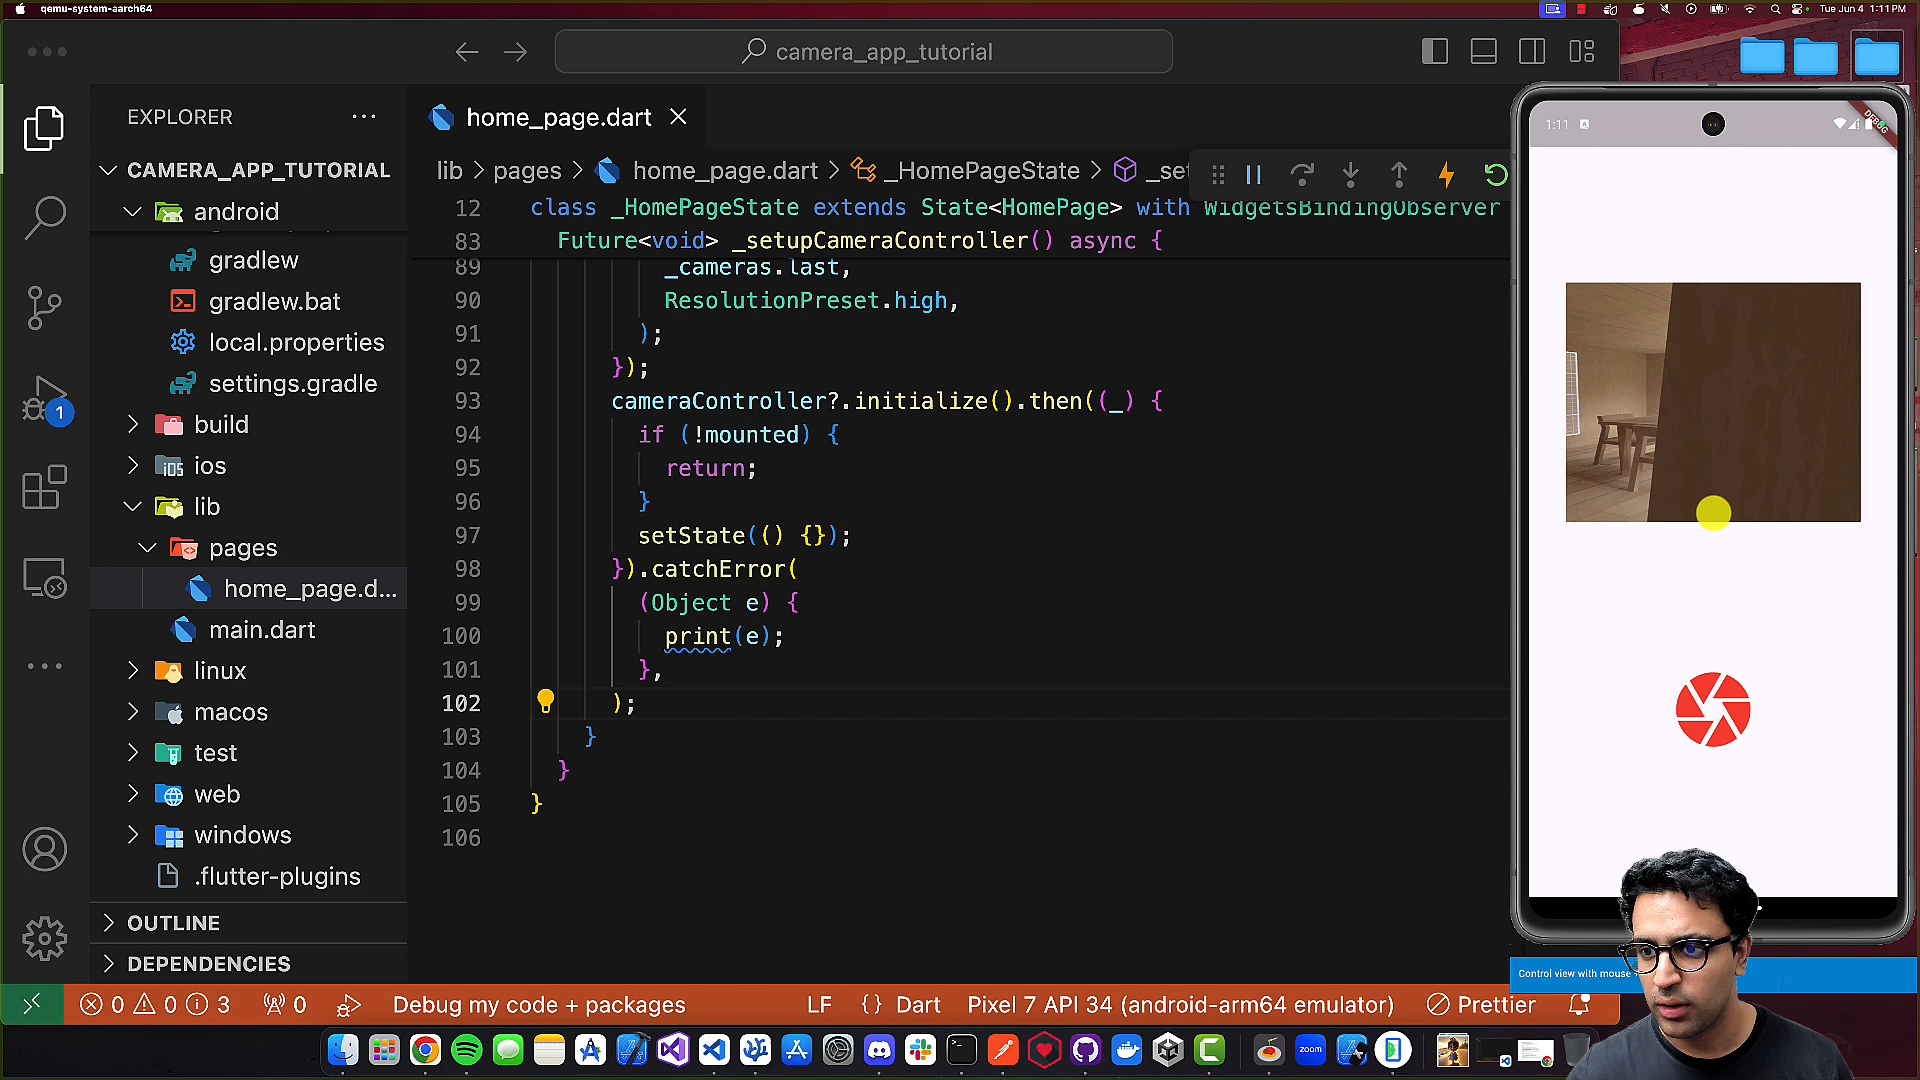 qemu-system-aarch64
Tue Jun 4 1:11 PM
camera_app_tutorial
EXPLORER
home_page.dart
CAMERA_APP_TUTORIAL
lib > pages > home_page.dart > _HomePageState > _set
android
gradlew
gradlew.bat
local.properties
settings.gradle
build
ios
lib
pages
home_page.d...
main.dart
linux
macos
test
web
windows
.flutter-plugins
OUTLINE
DEPENDENCIES
1
12 class _HomePageState extends State<HomePage> with WidgetsBindingObserver
83 Future<void> _setupCameraController() async {
89 _cameras.last,
90 ResolutionPreset.high,
91 );
92 });
93 cameraController?.initialize().then((_) {
94 if (!mounted) {
95 return;
96 }
97 setState(() {});
98 }).catchError(
99 (Object e) {
100 print(e);
101 },
102 );
103 }
104 }
105 }
106
1:11
DEBUG
Control view with mouse
0 0 3 0 Debug my code + packages LF {} Dart Pixel 7 API 34 (android-arm64 emulator) Prettier
zoom